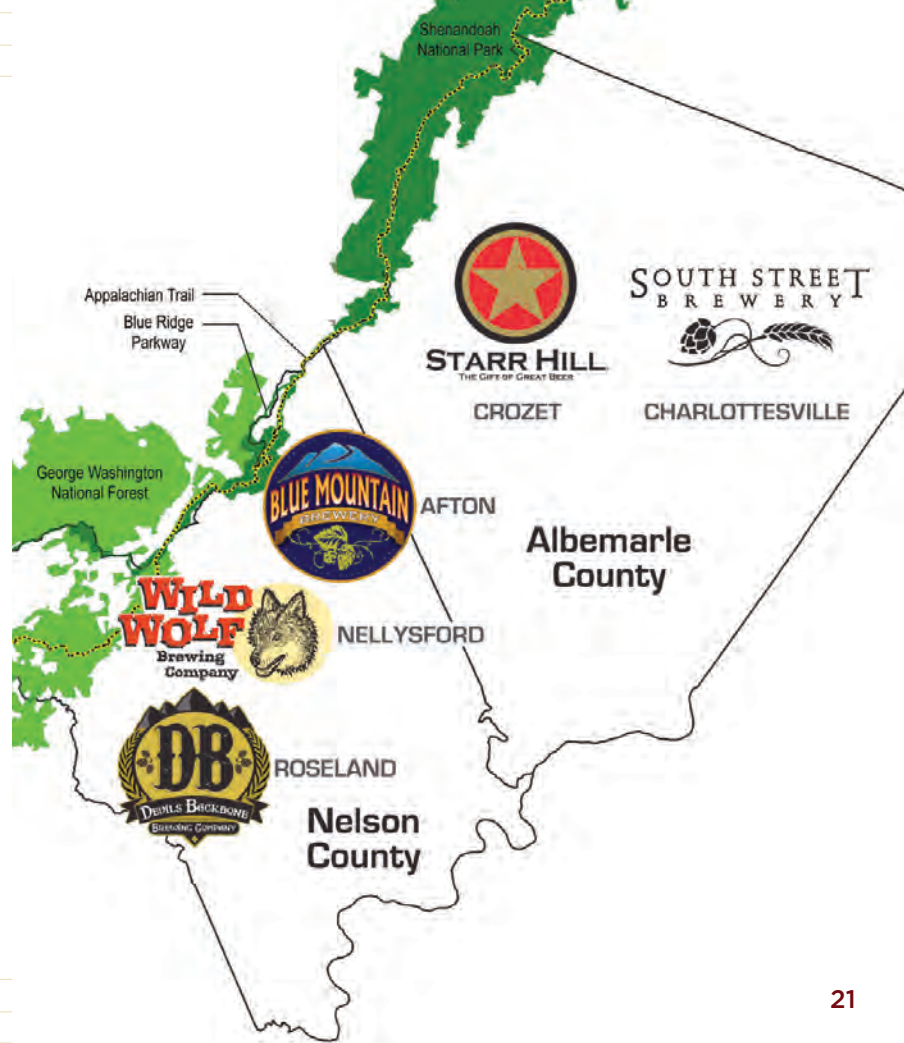 Shenandoah
National Park
Appalachian Trail
Blue Ridge
Parkway
STARR HILL
THE GIFT OF GREAT BEER
CROZET
SOUTH STREET
BREWERY
CHARLOTTESVILLE
George Washington
National Forest
BLUE MOUNTAIN
BREWERY
AFTON
Albemarle
County
WILD
WOLF
Brewing
Company
NELLYSFORD
DB
DEVILS BACKBONE
BREWING COMPANY
ROSELAND
Nelson
County
21